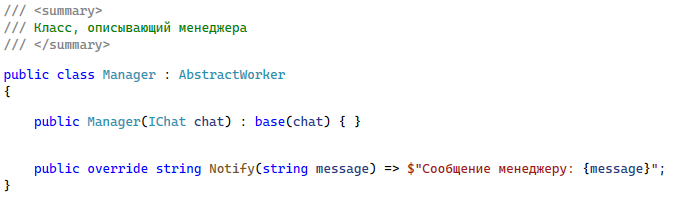 /// <summary>
/// Класс, описывающий менеджера
/// </summary>
public class Manager : AbstractWorker
{
public Manager(IChat chat) : base(chat) { }
public override string Notify(string message) => $"Сообщение менеджеру: {message}";
}